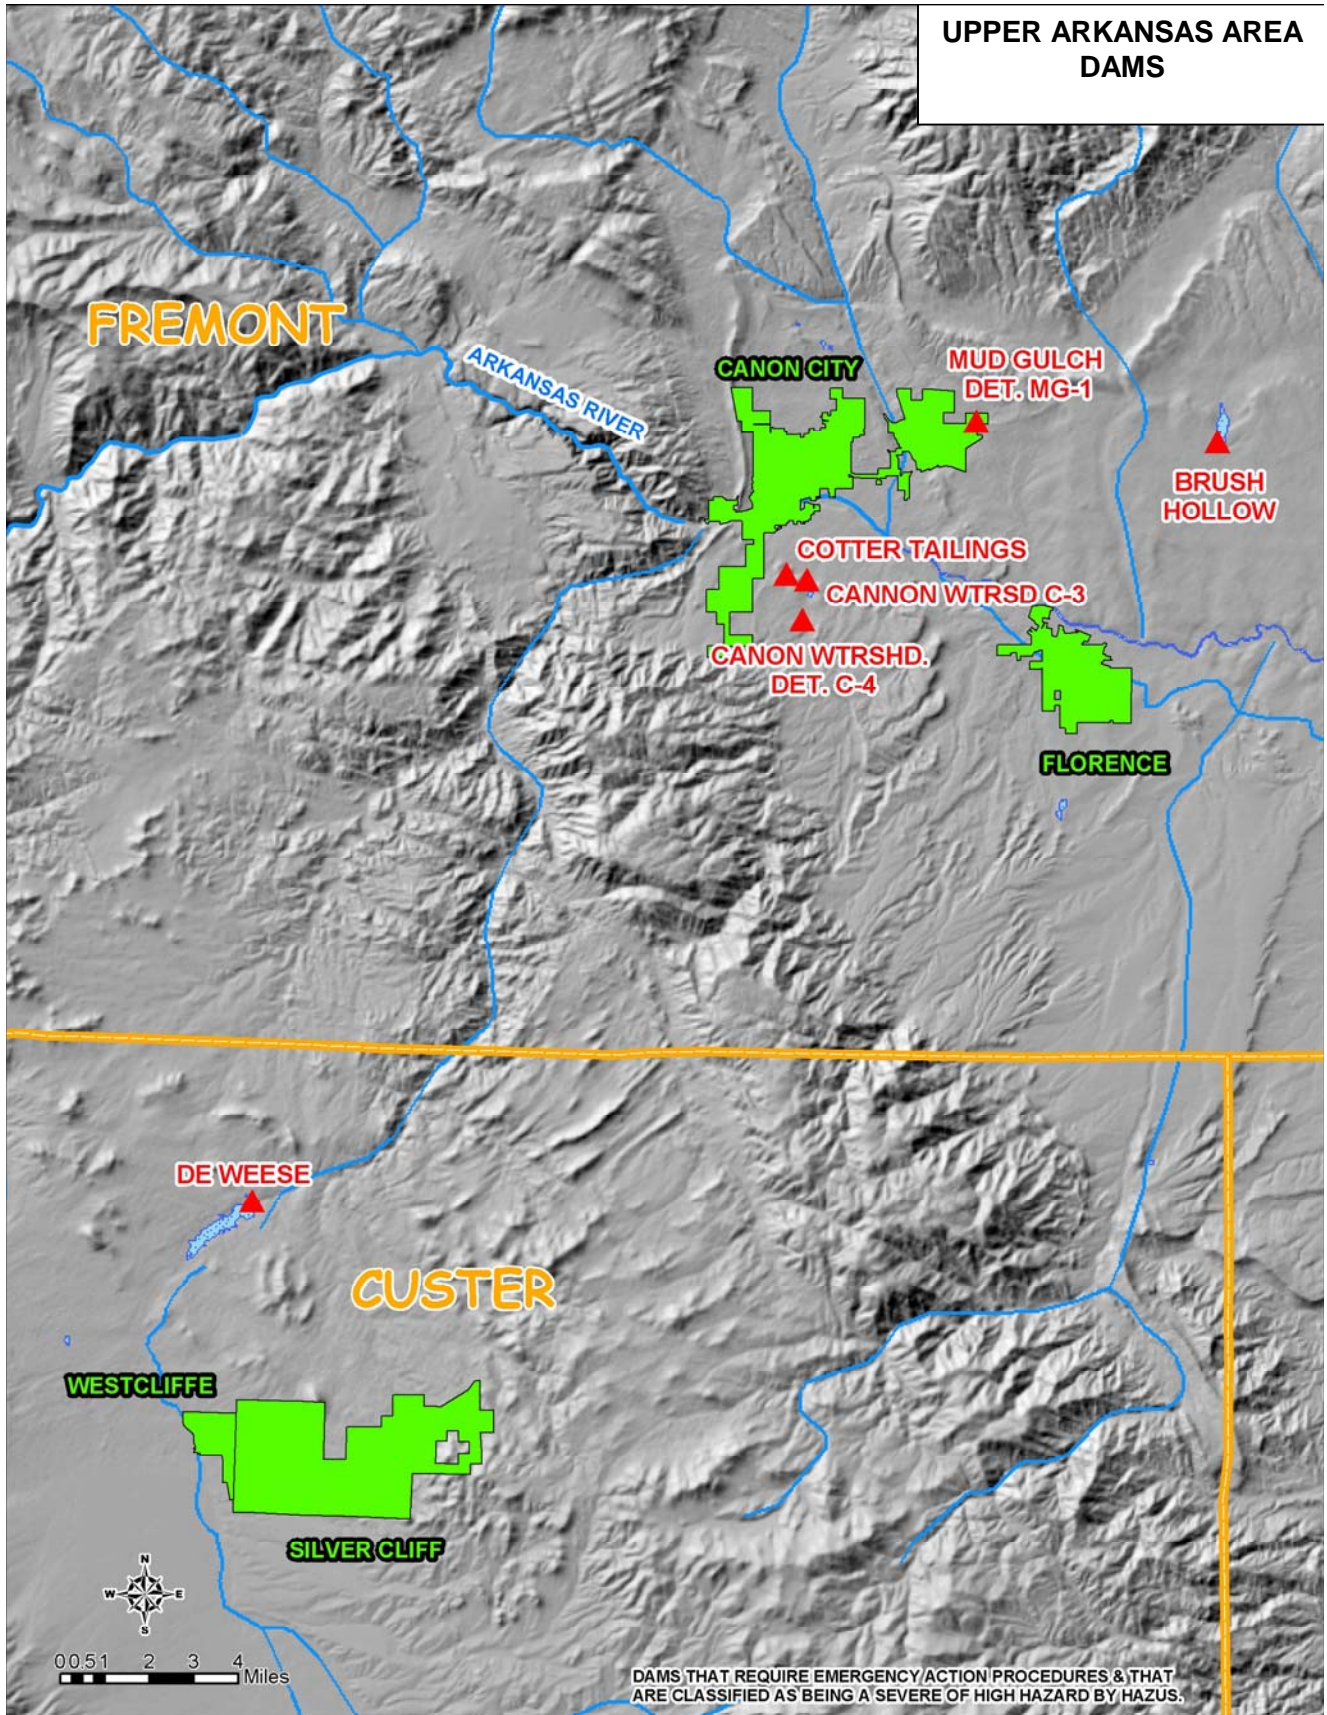 UPPER ARKANSAS AREA
DAMS
FREMONT
ARKANSAS RIVER
CANON CITY
MUD GULCH
DET. MG-1
BRUSH
HOLLOW
COTTER TAILINGS
CANNON WTRSD C-3
CANON WTRSHD.
DET. C-4
FLORENCE
DE WEESE
CUSTER
WESTCLIFFE
SILVER CLIFF
N
W E
S
0 0.5 1 2 3 4
Miles
DAMS THAT REQUIRE EMERGENCY ACTION PROCEDURES & THAT
ARE CLASSIFIED AS BEING A SEVERE OF HIGH HAZARD BY HAZUS.